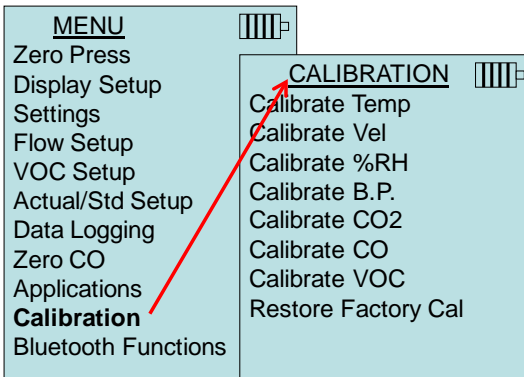 MENU
Zero Press
Display Setup
Settings
Flow Setup
VOC Setup
Actual/Std Setup
Data Logging
Zero CO
Applications
Calibration
Bluetooth Functions
CALIBRATION
Calibrate Temp
Calibrate Vel
Calibrate %RH
Calibrate B.P.
Calibrate CO2
Calibrate CO
Calibrate VOC
Restore Factory Cal